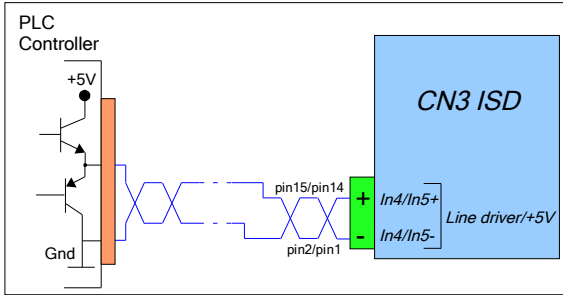 PLC
Controller
+5V
CN3 ISD
pin15/pin14
+ In4/In5+
Line driver/+5V
- In4/In5-
pin2/pin1
Gnd